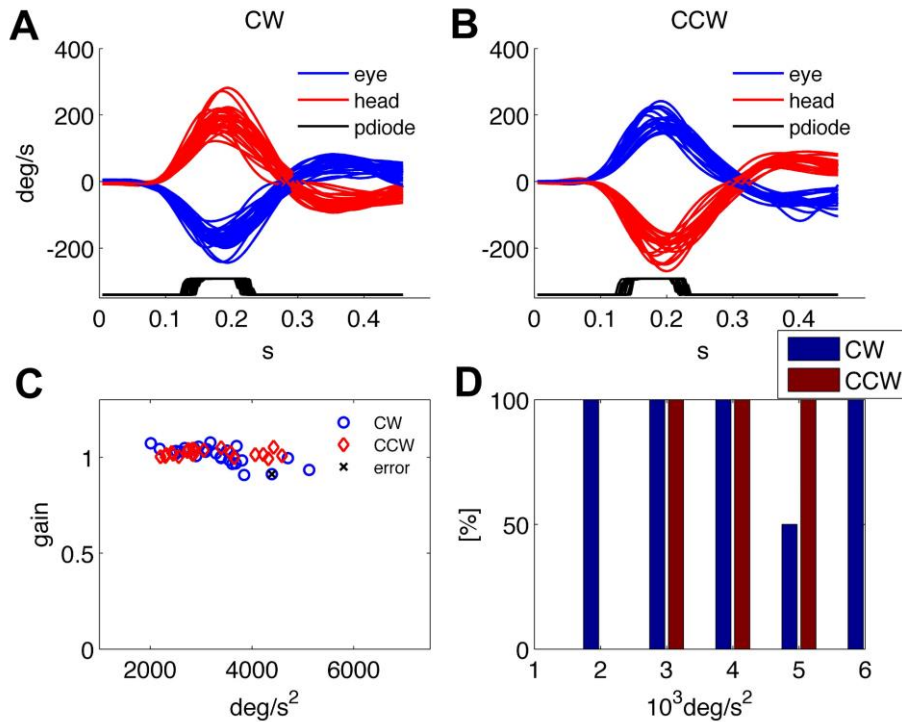 A
CW
400
200
0
-200
deg/s
eye
head
pdiode
0 0.1 0.2 0.3 0.4
s
B
CCW
400
200
0
-200
eye
head
pdiode
0 0.1 0.2 0.3 0.4
s
C
1
0.5
0
gain
CW
CCW
error
2000 4000 6000
deg/s²
D
CW
CCW
100
50
0
[%]
1 2 3 4 5 6
10³deg/s²